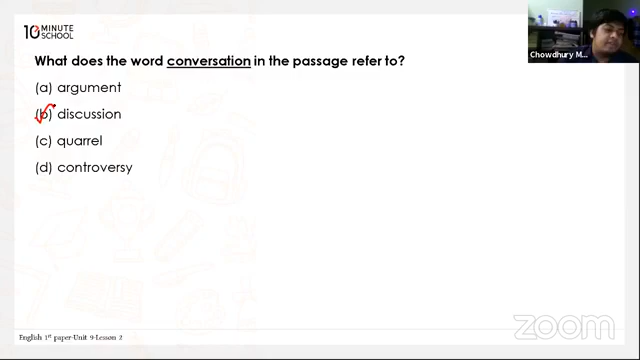 10 MINUTE
SCHOOL
What does the word conversation in the passage refer to?
(a) argument
(b) discussion
(c) quarrel
(d) controversy
Chowdhury M...
English 1st paper-Unit 9-Lesson 2
zoom